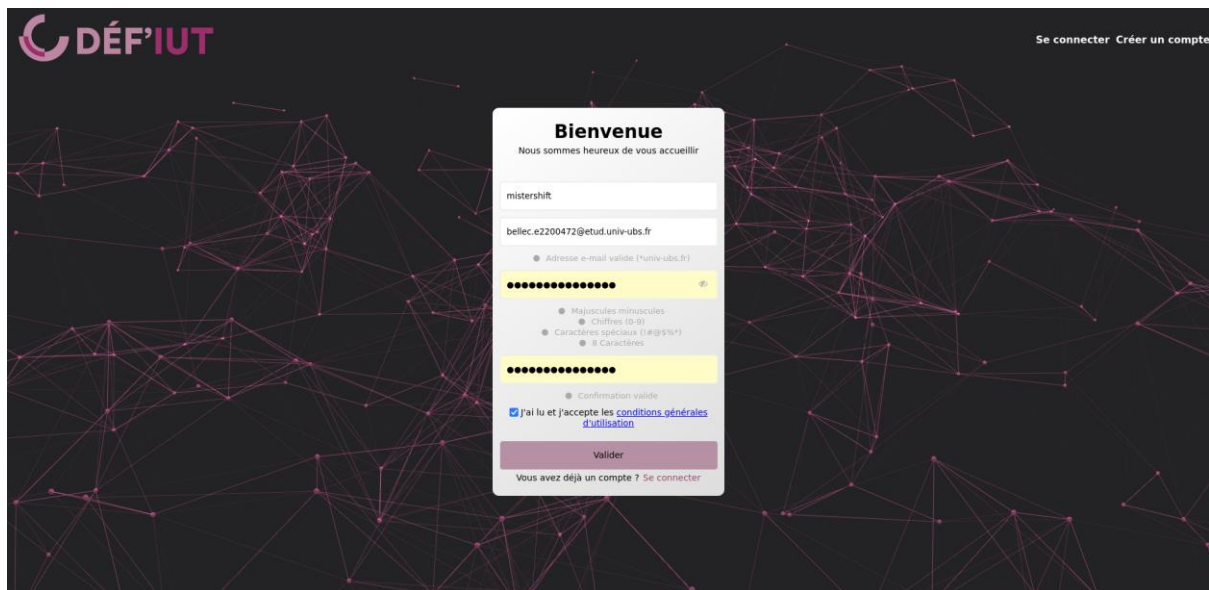 DÉF'IUT
Se connecter Créer un compte
Bienvenue
Nous sommes heureux de vous accueillir
mistershift
bellec.e2200472@etud.univ-ubs.fr
Adresse e-mail valide (*univ-ubs.fr)
Majuscules minuscules
Chiffres (0-9)
Caractères spéciaux (!#@$%*)
8 Caractères
Confirmation valide
J'ai lu et j'accepte les conditions générales
d'utilisation
Valider
Vous avez déjà un compte ? Se connecter